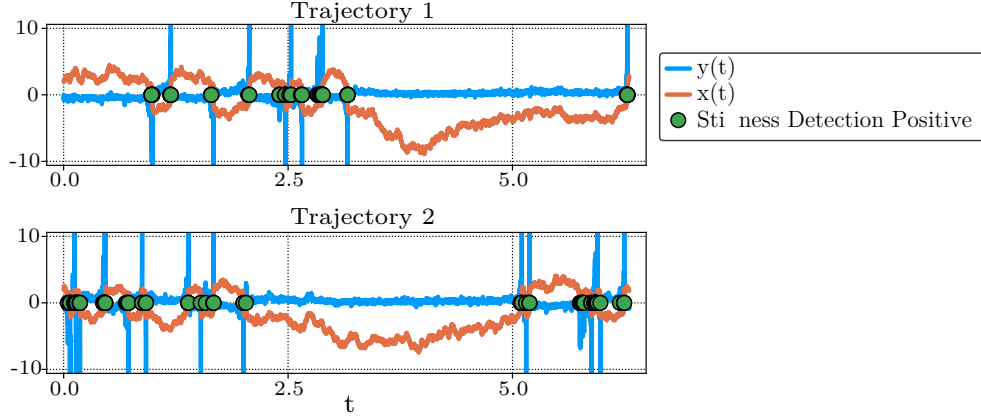 Trajectory 1
10
0
-10
0.0 2.5 5.0
y(t)
x(t)
Sti ness Detection Positive
Trajectory 2
10
0
-10
0.0 2.5 5.0
t